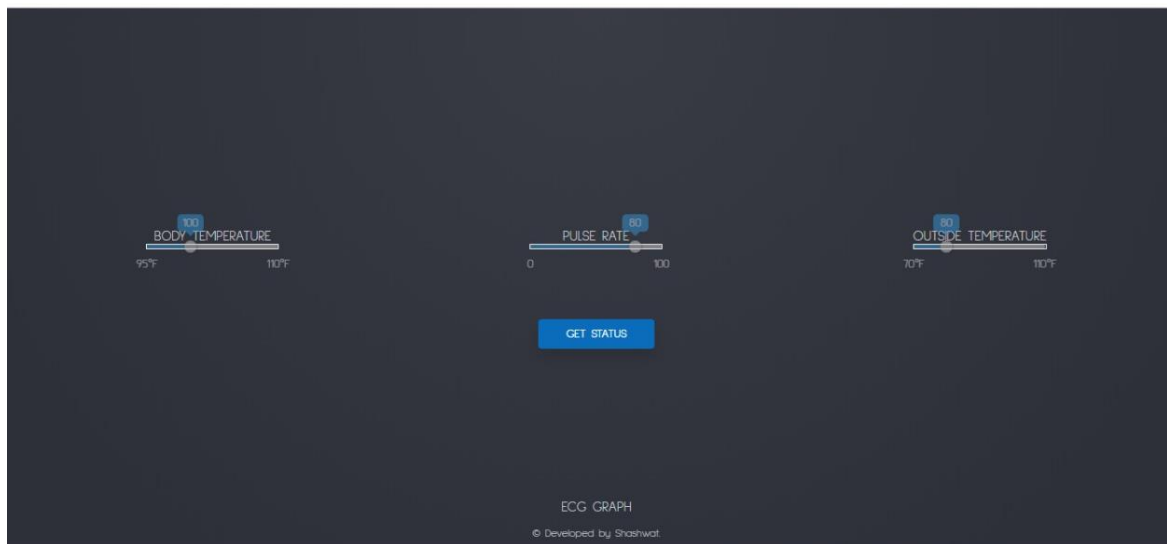 100
80
80
BODY TEMPERATURE
PULSE RATE
OUTSIDE TEMPERATURE
95°F 110°F
0 100
70°F 110°F
GET STATUS
ECG GRAPH
© Developed by Shashwat.